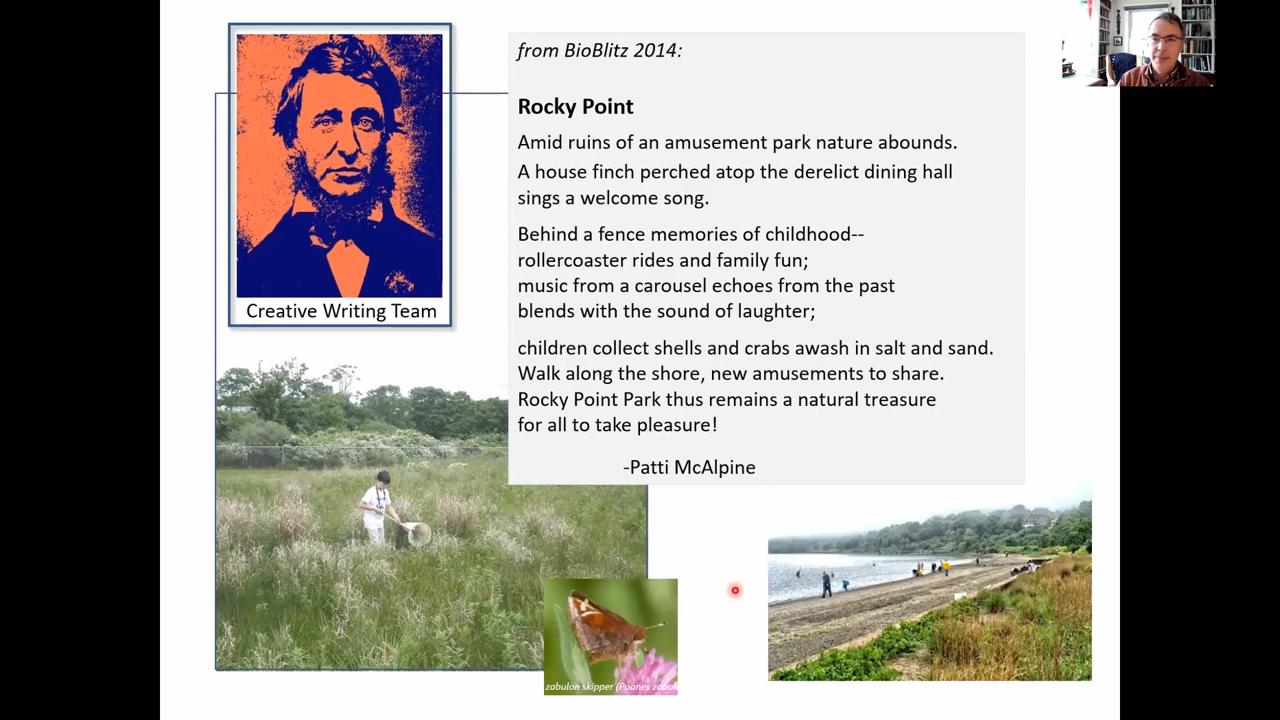 from BioBlitz 2014:
Rocky Point
Amid ruins of an amusement park nature abounds.
A house finch perched atop the derelict dining hall
sings a welcome song.
Behind a fence memories of childhood--
rollercoaster rides and family fun;
music from a carousel echoes from the past
blends with the sound of laughter;
children collect shells and crabs awash in salt and sand.
Walk along the shore, new amusements to share.
Rocky Point Park thus remains a natural treasure
for all to take pleasure!
-Patti McAlpine
Creative Writing Team
zabulon skipper (Poanes